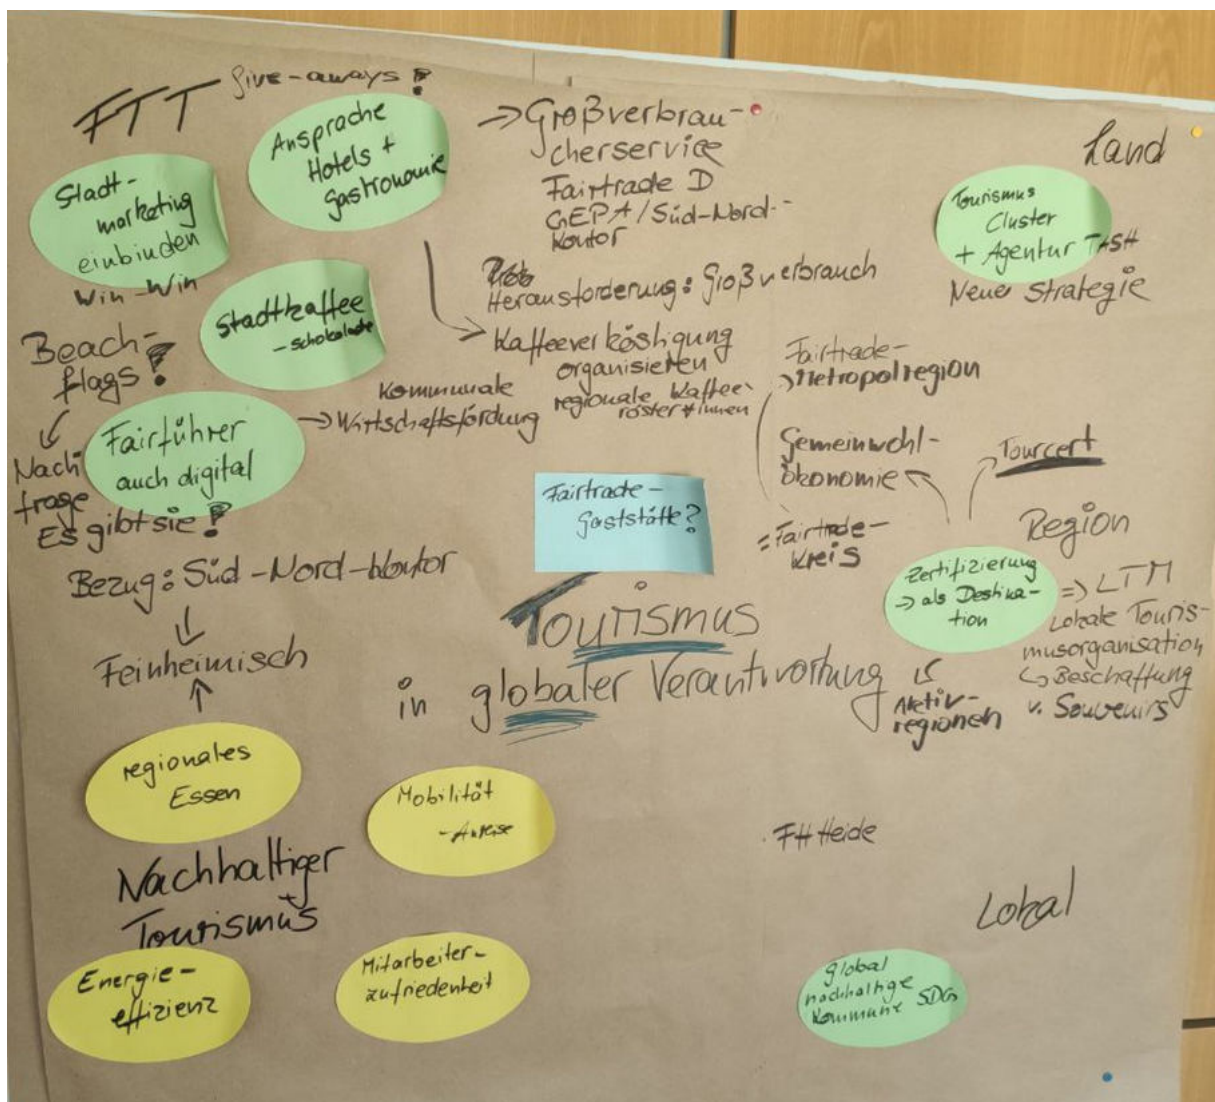 FTT
Give-aways!
Ansprache
Hotels +
Gastronomie
Stadt-
marketing
einbinden
Win-Win
Stadtkaffee
-schokolade
Beach-
flags!
Nach
frage
Fairführer
auch digital
Es gibt sie!
→ Kommunale
Wirtschaftsfördung
Bezug: Süd-Nord-Kontor
Feinheimisch
→ Großverbrau-
cherservice
Fairtrade D
GEPA/Süd-Nord-
Kontor
Herausforderung: Großverbrauch
Kaffeeverköstigung
organisieren
regionale Kaffee-
röster*innen
Fairtrade-
Gaststätte?
Tourismus
in globaler Verantwortung
Land
Tourismus
Cluster
+ Agentur TASH
Neue Strategie
Fairtrade-
Metropolregion
Gemeinwohl-
ökonomie
= Fairtrade-
Kreis
Tourcert
Region
Zertifizierung
→ als Destina-
tion
⇒ LTM
Lokale Touris-
musorganisation
↳ Beschaffung
v. Souvenirs
Aktiv-
regionen
regionales
Essen
Mobilität
-Anreise
Nachhaltiger
Tourismus
Energie-
effizienz
Mitarbeiter-
zufriedenheit
FH Heide
Lokal
global
nachhaltige
Kommune SDG